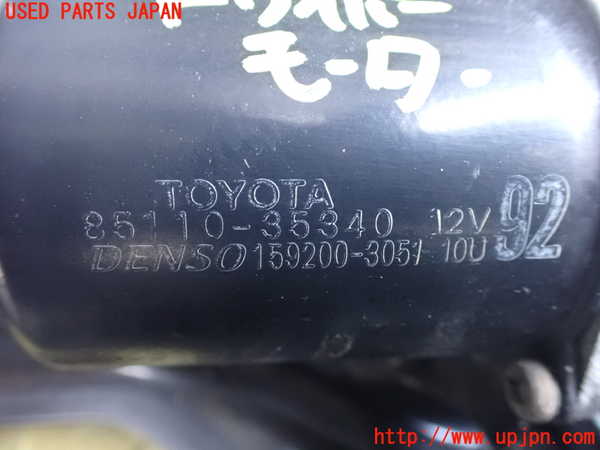 USED PARTS JAPAN
モーター
TOYOTA
85110-35340 12V 92
DENSO 159200-3051 10U
http://www.upjpn.com/